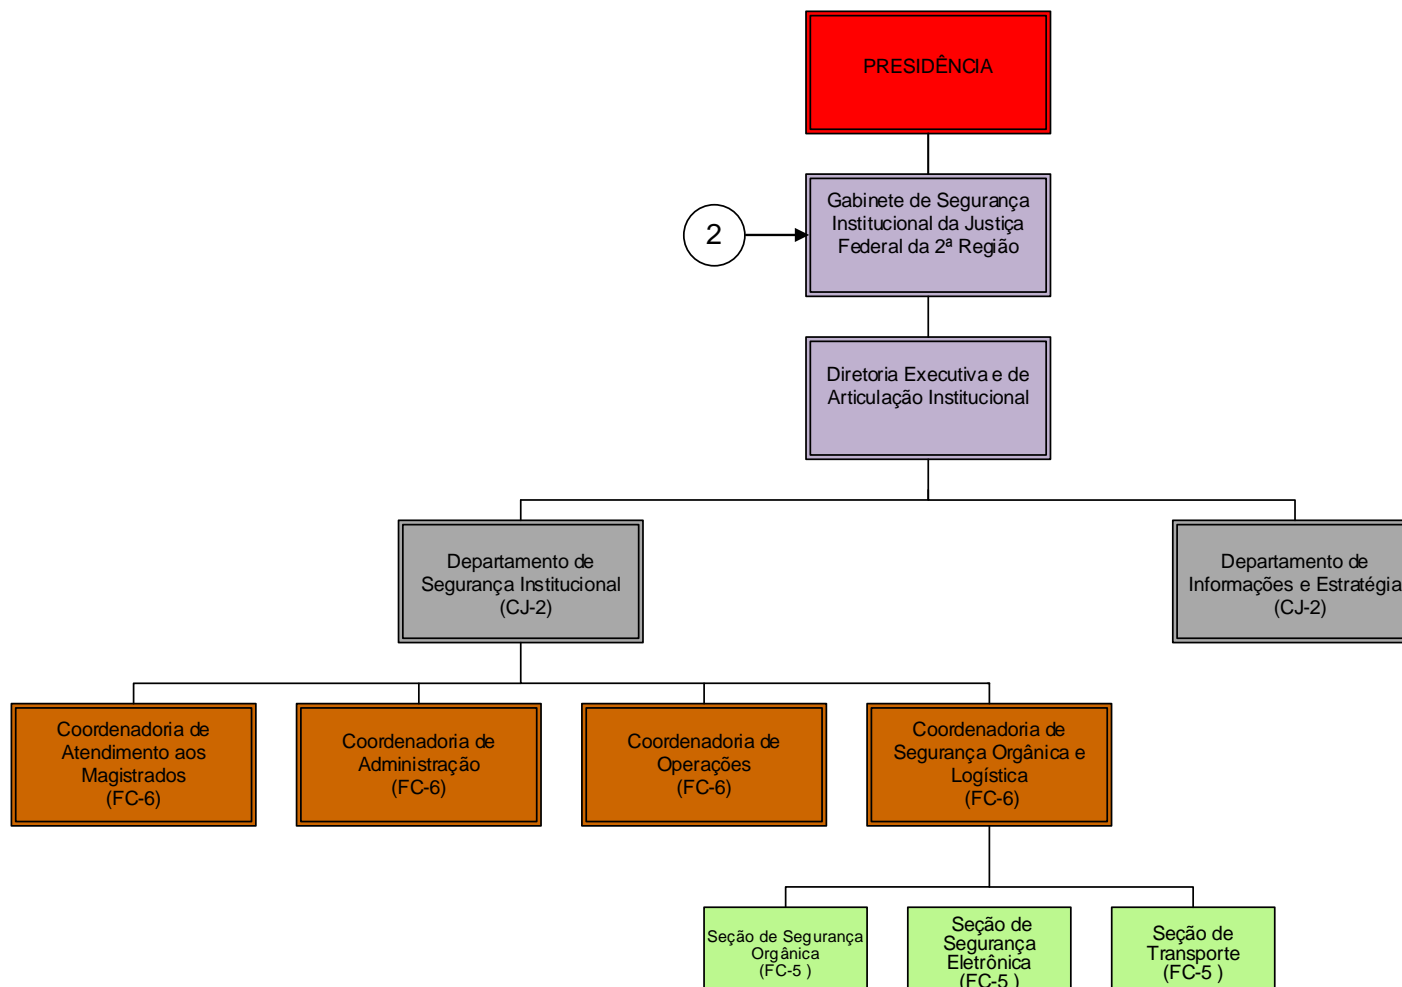 PRESIDÊNCIA
Gabinete de Segurança
Institucional da Justiça
Federal da 2ª Região
2
Diretoria Executiva e de
Articulação Institucional
Departamento de
Segurança Institucional
(CJ-2)
Departamento de
Informações e Estratégia
(CJ-2)
Coordenadoria de
Atendimento aos
Magistrados
(FC-6)
Coordenadoria de
Administração
(FC-6)
Coordenadoria de
Operações
(FC-6)
Coordenadoria de
Segurança Orgânica e
Logística
(FC-6)
Seção de Segurança
Orgânica
(FC-5 )
Seção de
Segurança
Eletrônica
(FC-5 )
Seção de
Transporte
(FC-5 )